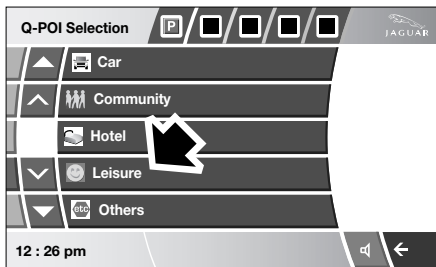 Q-POI Selection P JAGUAR
Car
Community
Hotel
Leisure
etc Others
12 : 26 pm